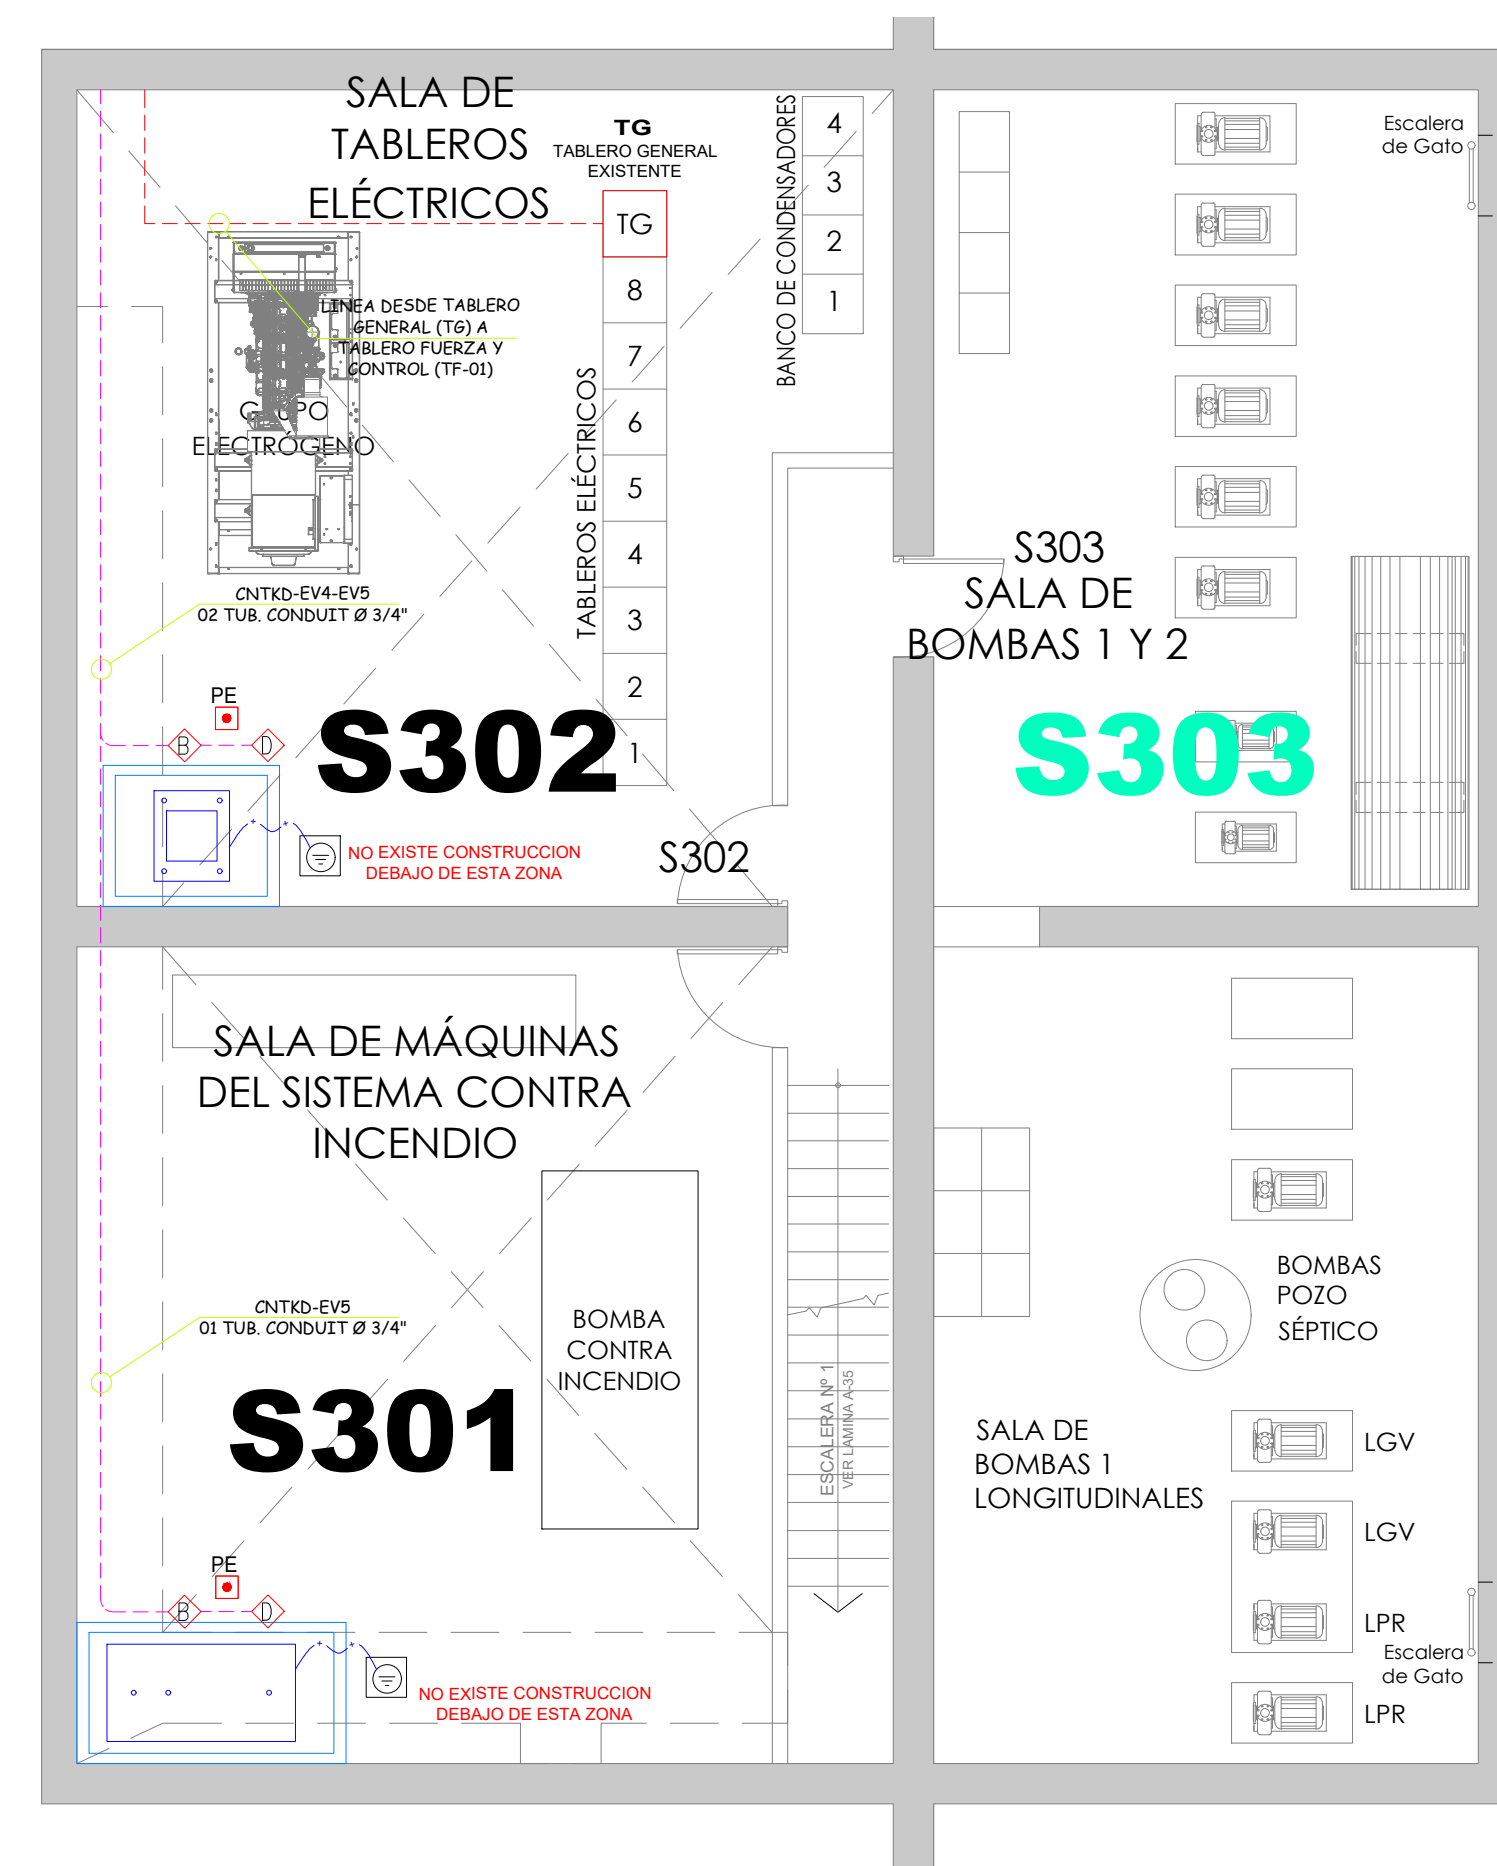 SALA DE
TABLEROS
ELÉCTRICOS
TG
TABLERO GENERAL
EXISTENTE
TG
8
7
6
5
4
3
2
1
TABLEROS ELÉCTRICOS
BANCO DE CONDENSADORES
4
3
2
1
Escalera
de Gato
LINEA DESDE TABLERO
GENERAL (TG) A
TABLERO FUERZA Y
CONTROL (TF-01)
GRUPO
ELECTRÓGENO
CNTKD-EV4-EV5
02 TUB. CONDUIT Ø 3/4"
PE
B
D
S302
NO EXISTE CONSTRUCCION
DEBAJO DE ESTA ZONA
S302
S303
SALA DE
BOMBAS 1 Y 2
S303
SALA DE MÁQUINAS
DEL SISTEMA CONTRA
INCENDIO
CNTKD-EV5
01 TUB. CONDUIT Ø 3/4"
S301
BOMBA
CONTRA
INCENDIO
ESCALERA Nº 1
VER LAMINA A-35
PE
B
D
NO EXISTE CONSTRUCCION
DEBAJO DE ESTA ZONA
BOMBAS
POZO
SÉPTICO
SALA DE
BOMBAS 1
LONGITUDINALES
LGV
LGV
LPR
Escalera
de Gato
LPR